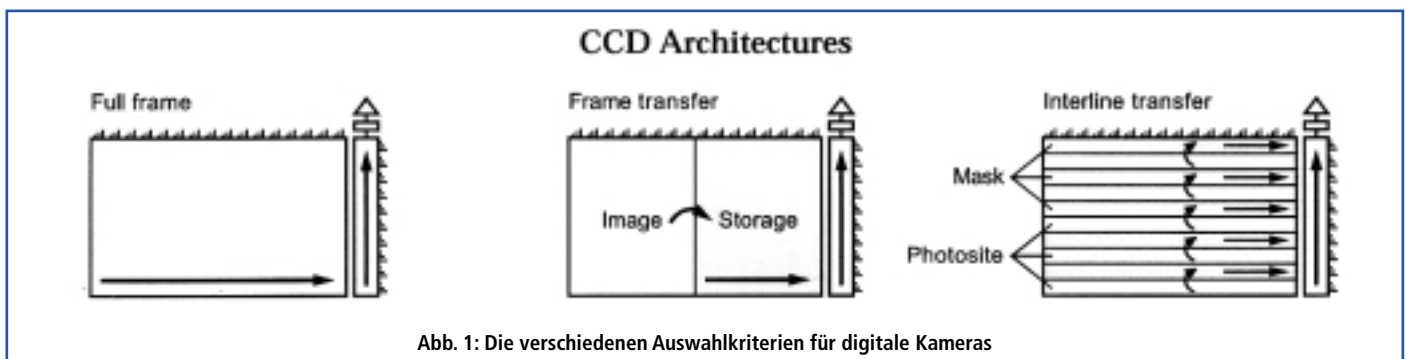 CCD Architectures
Full frame
Frame transfer
Interline transfer
Mask
Image
Storage
Photosite
Abb. 1: Die verschiedenen Auswahlkriterien für digitale Kameras